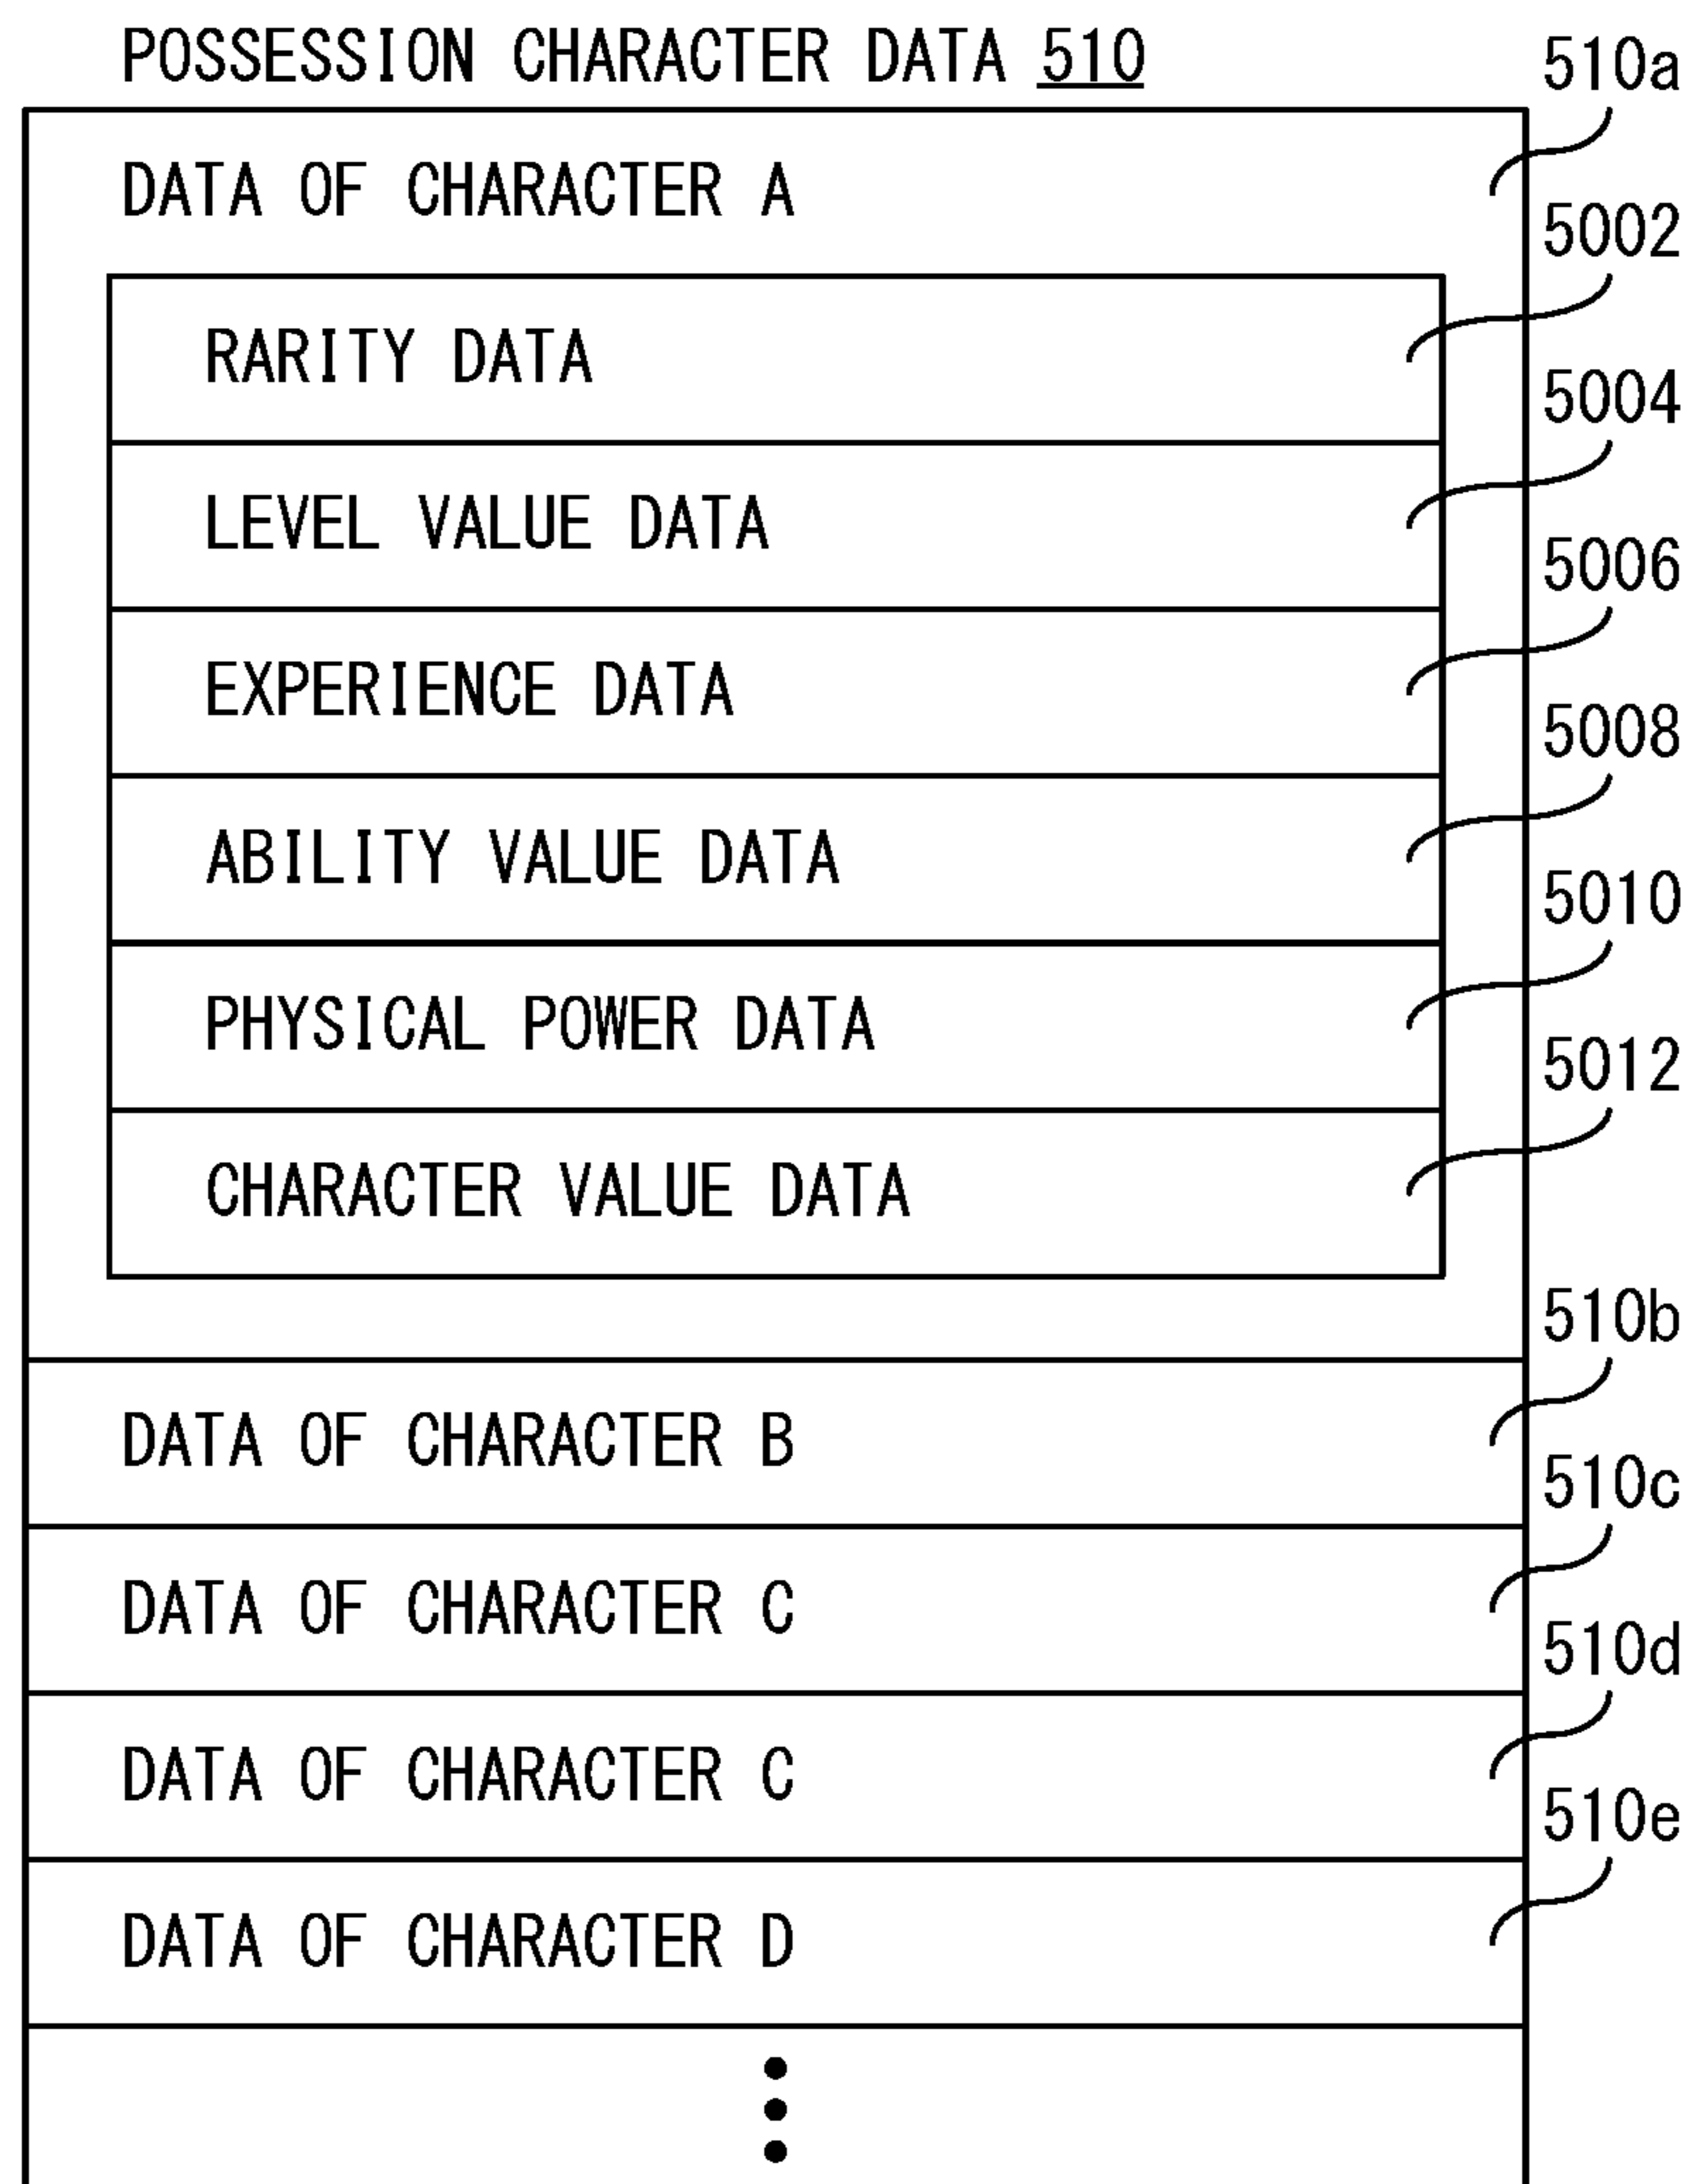 POSSESSION CHARACTER DATA 510
510a
DATA OF CHARACTER A
5002
RARITY DATA
5004
LEVEL VALUE DATA
5006
EXPERIENCE DATA
5008
ABILITY VALUE DATA
5010
PHYSICAL POWER DATA
5012
CHARACTER VALUE DATA
510b
DATA OF CHARACTER B
510c
DATA OF CHARACTER C
510d
DATA OF CHARACTER C
510e
DATA OF CHARACTER D